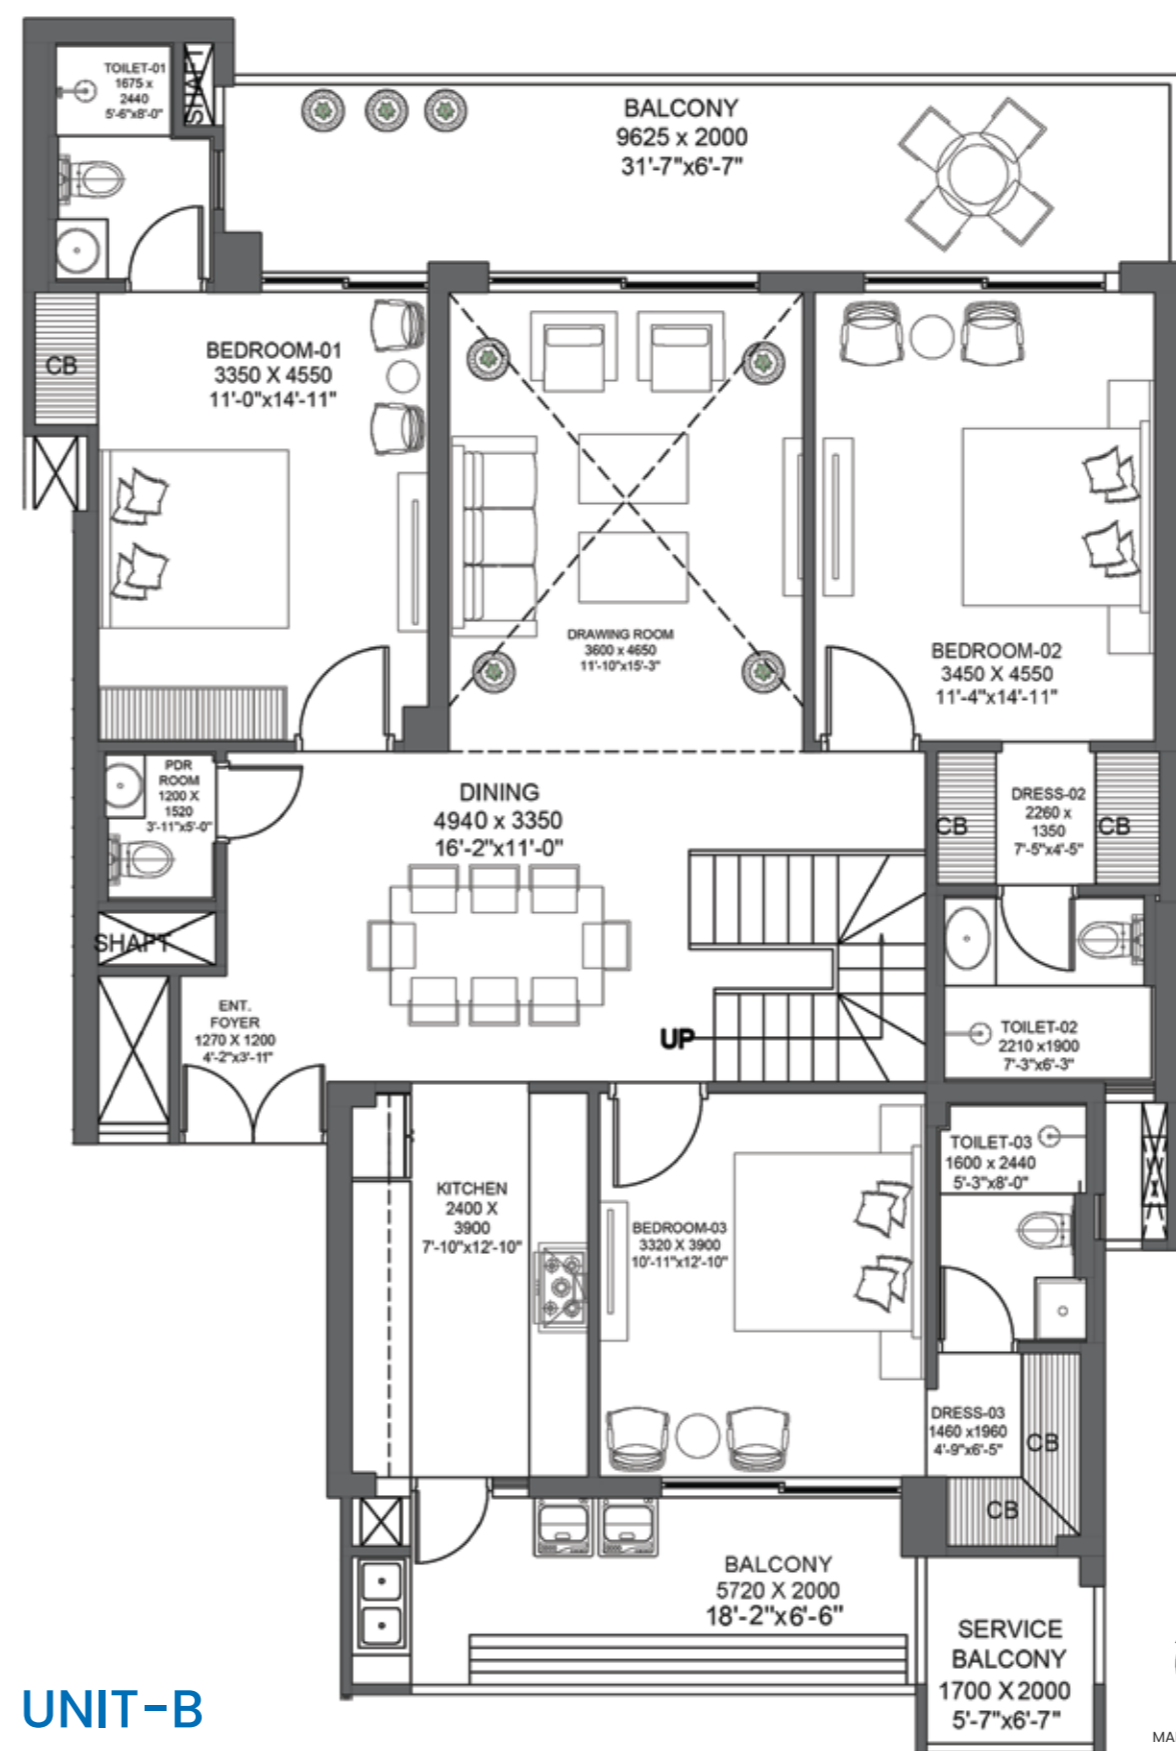 TOILET-01
1675 x
2440
5'-6"x8'-0"
SHAFT
BALCONY
9625 x 2000
31'-7"x6'-7"
CB
BEDROOM-01
3350 X 4550
11'-0"x14'-11"
DRAWING ROOM
3600 x 4650
11'-10"x15'-3"
BEDROOM-02
3450 X 4550
11'-4"x14'-11"
PDR
ROOM
1200 X
1520
3'-11"x5'-0"
DINING
4940 x 3350
16'-2"x11'-0"
CB
DRESS-02
2260 x
1350
7'-5"x4'-5"
CB
SHAFT
ENT.
FOYER
1270 X 1200
4'-2"x3'-11"
UP
TOILET-02
2210 x1900
7'-3"x6'-3"
KITCHEN
2400 X
3900
7'-10"x12'-10"
BEDROOM-03
3320 X 3900
10'-11"x12'-10"
TOILET-03
1600 x 2440
5'-3"x8'-0"
DRESS-03
1460 x1960
4'-9"x6'-5"
CB
CB
BALCONY
5720 X 2000
18'-2"x6'-6"
SERVICE
BALCONY
1700 X 2000
5'-7"x6'-7"
UNIT-B
MA